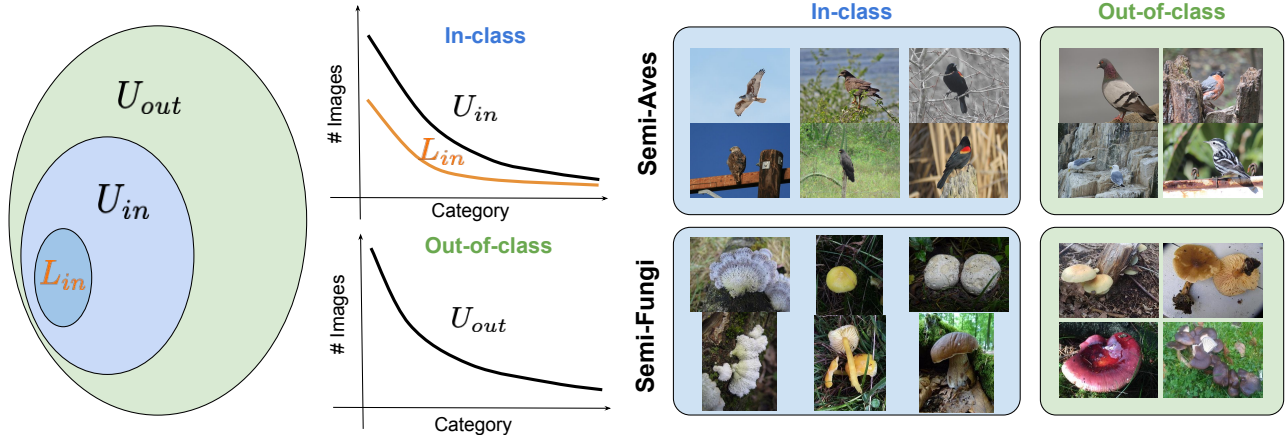 U_out
U_in
L_in
In-class
# Images
U_in
L_in
Category
Out-of-class
# Images
U_out
Category
In-class
Out-of-class
Semi-Aves
Semi-Fungi